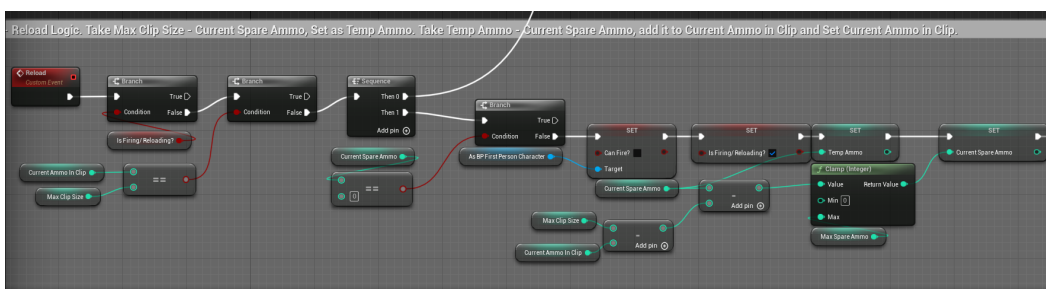 - Reload Logic. Take Max Clip Size - Current Spare Ammo, Set as Temp Ammo. Take Temp Ammo - Current Spare Ammo, add it to Current Ammo in Clip and Set Current Ammo in Clip.
Reload
Custom Event
Branch
True
Condition
False
Is Firing/Reloading?
Current Ammo In Clip
Max Clip Size
==
Branch
True
Condition
False
Sequence
Then 0
Then 1
Add pin
Current Spare Ammo
==
0
Branch
True
Condition
False
As BP First Person Character
SET
Can Fire?
Target
SET
Is Firing/ Reloading?
SET
Temp Ammo
SET
Current Spare Ammo
Current Spare Ammo
-
Add pin
Max Clip Size
Current Ammo In Clip
-
Add pin
Clamp (Integer)
Value
Return Value
Min 0
Max
Max Spare Ammo